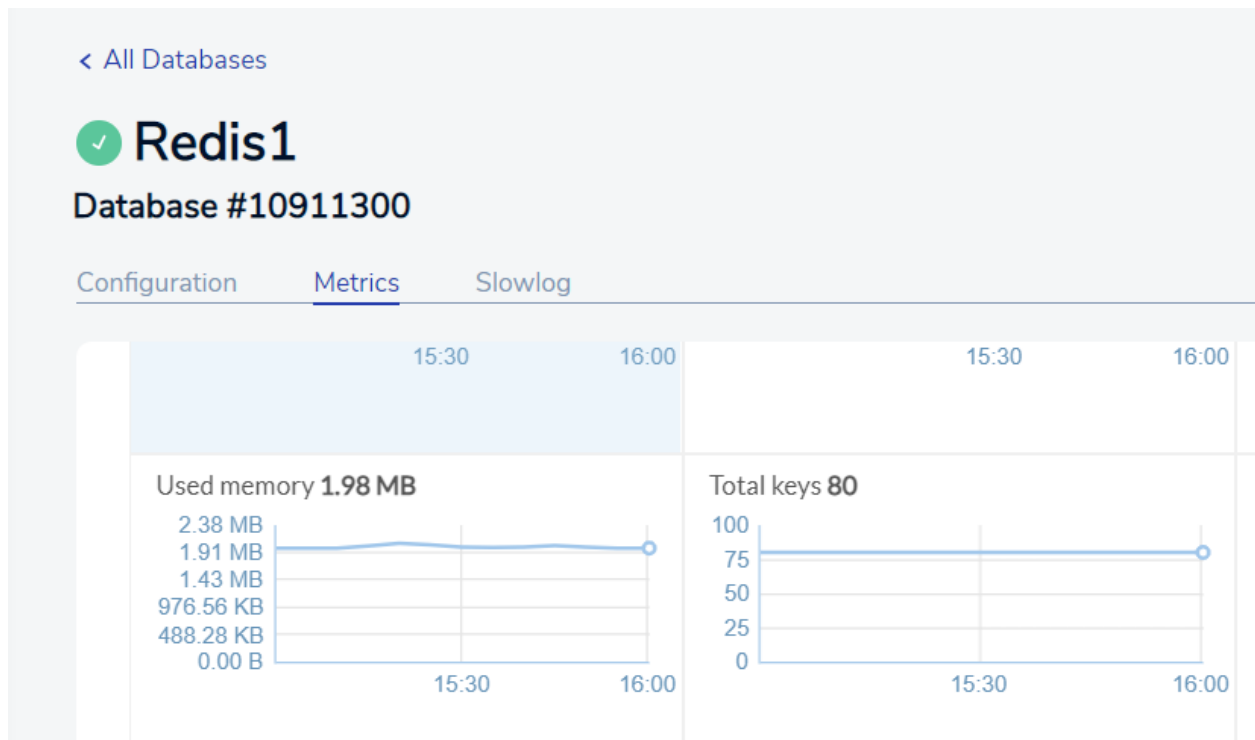 < All Databases
Redis1
Database #10911300
Configuration Metrics Slowlog
15:30 16:00 15:30 16:00
Used memory 1.98 MB
2.38 MB
1.91 MB
1.43 MB
976.56 KB
488.28 KB
0.00 B
15:30 16:00
Total keys 80
100
75
50
25
0
15:30 16:00